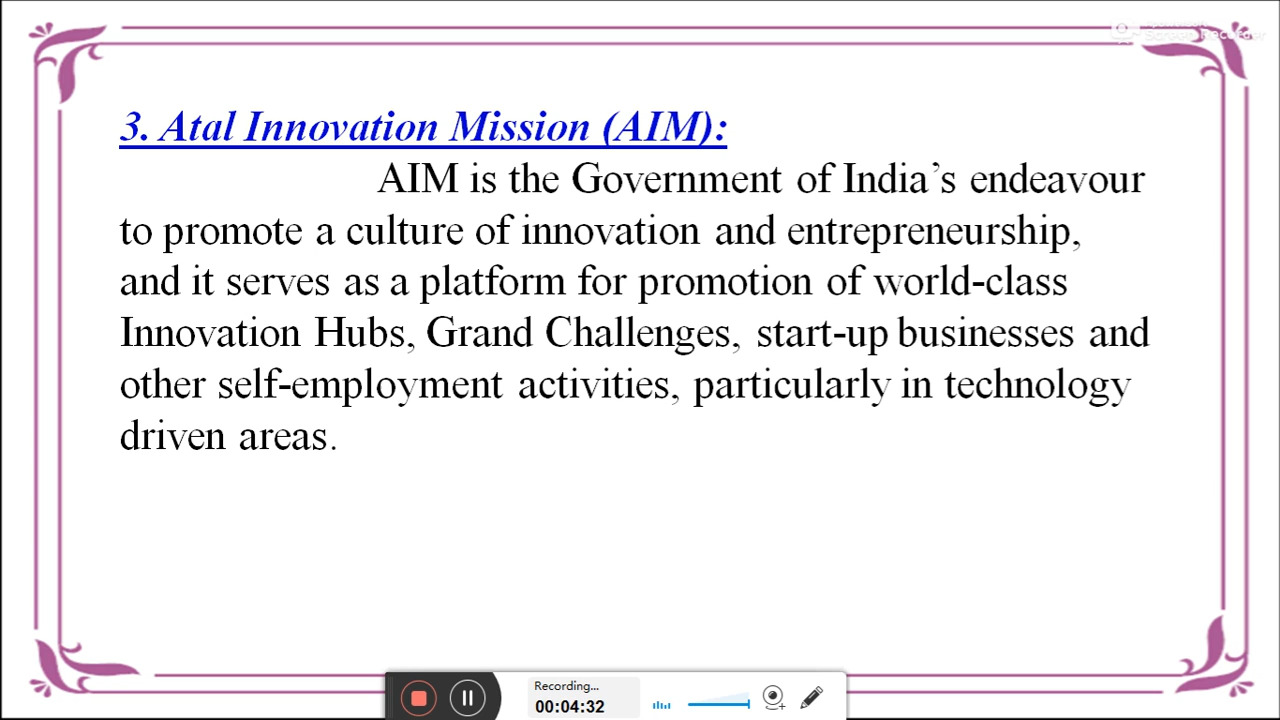 Screen Recorder
3. Atal Innovation Mission (AIM):
AIM is the Government of India’s endeavour
to promote a culture of innovation and entrepreneurship,
and it serves as a platform for promotion of world-class
Innovation Hubs, Grand Challenges, start-up businesses and
other self-employment activities, particularly in technology
driven areas.
Recording...
00:04:32